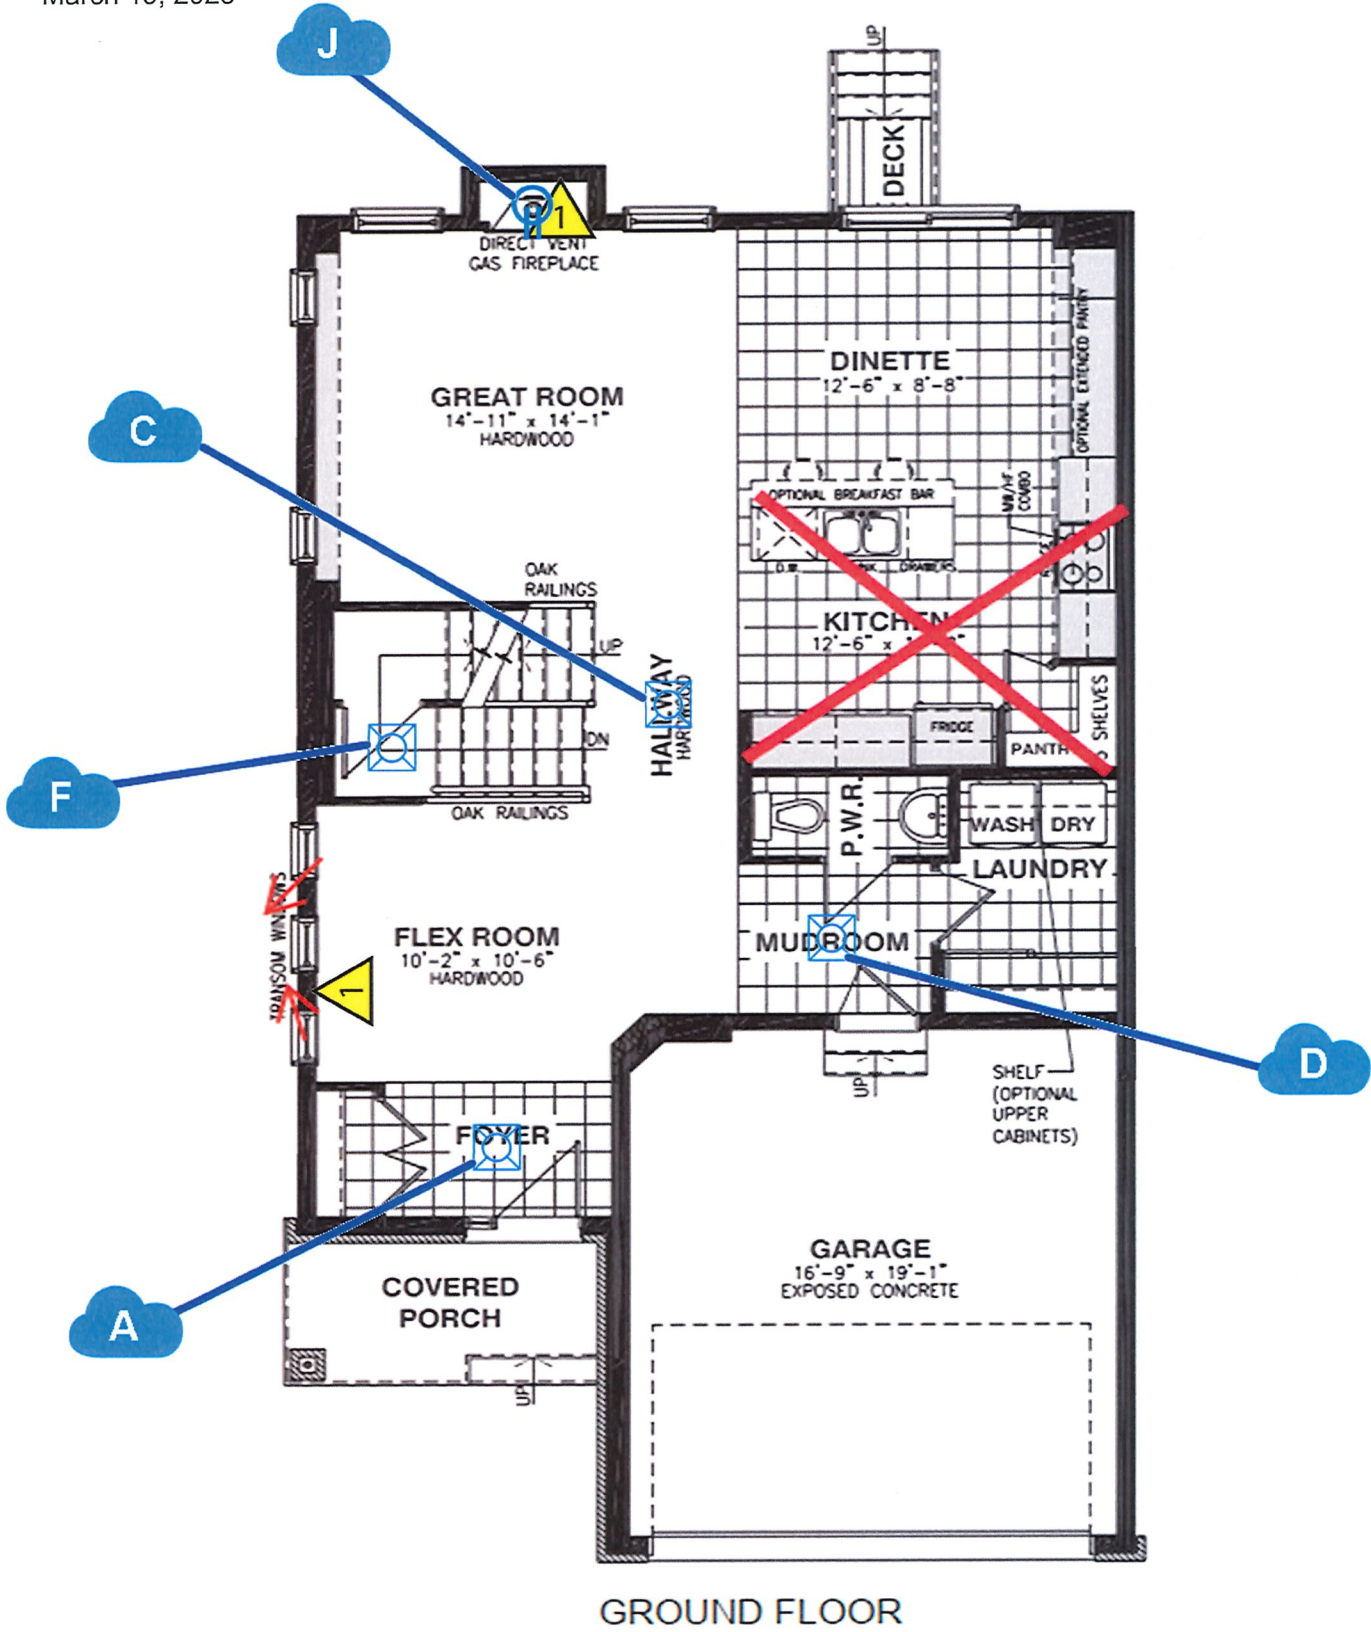 J
UP
DECK
1
DIRECT VENT
GAS FIREPLACE
OPTIONAL EXTENDED PANTRY
DINETTE
12'-6" x 8'-8"
GREAT ROOM
14'-11" x 14'-1"
HARDWOOD
C
MW/HF
COMBO
OPTIONAL BREAKFAST BAR
D.W.
DRAWERS
OAK
RAILINGS
KITCHEN
12'-6" x
UP
HALLWAY
HARDWOOD
SHELVES
FRIDGE
DN
F
OAK RAILINGS
P.W.R.
WASH
DRY
LAUNDRY
TRANSOM WINDOWS
FLEX ROOM
10'-2" x 10'-6"
HARDWOOD
MUDROOM
1
D
UP
SHELF
(OPTIONAL
UPPER
CABINETS)
FOYER
GARAGE
16'-9" x 19'-1"
EXPOSED CONCRETE
COVERED
PORCH
A
UP
GROUND FLOOR